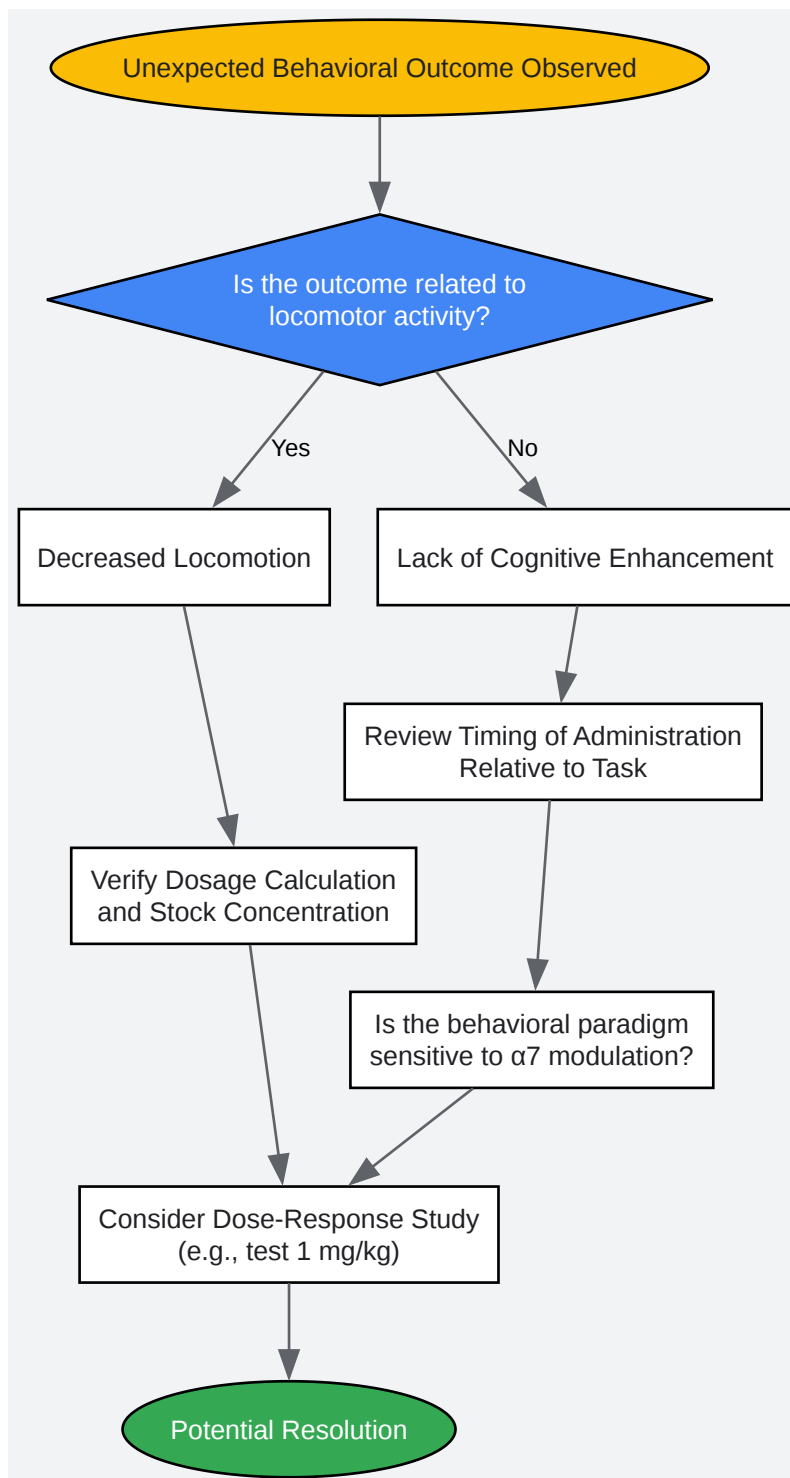 Unexpected Behavioral Outcome Observed
Is the outcome related to
locomotor activity?
Yes
No
Decreased Locomotion
Lack of Cognitive Enhancement
Review Timing of Administration
Relative to Task
Verify Dosage Calculation
and Stock Concentration
Is the behavioral paradigm
sensitive to α7 modulation?
Consider Dose-Response Study
(e.g., test 1 mg/kg)
Potential Resolution